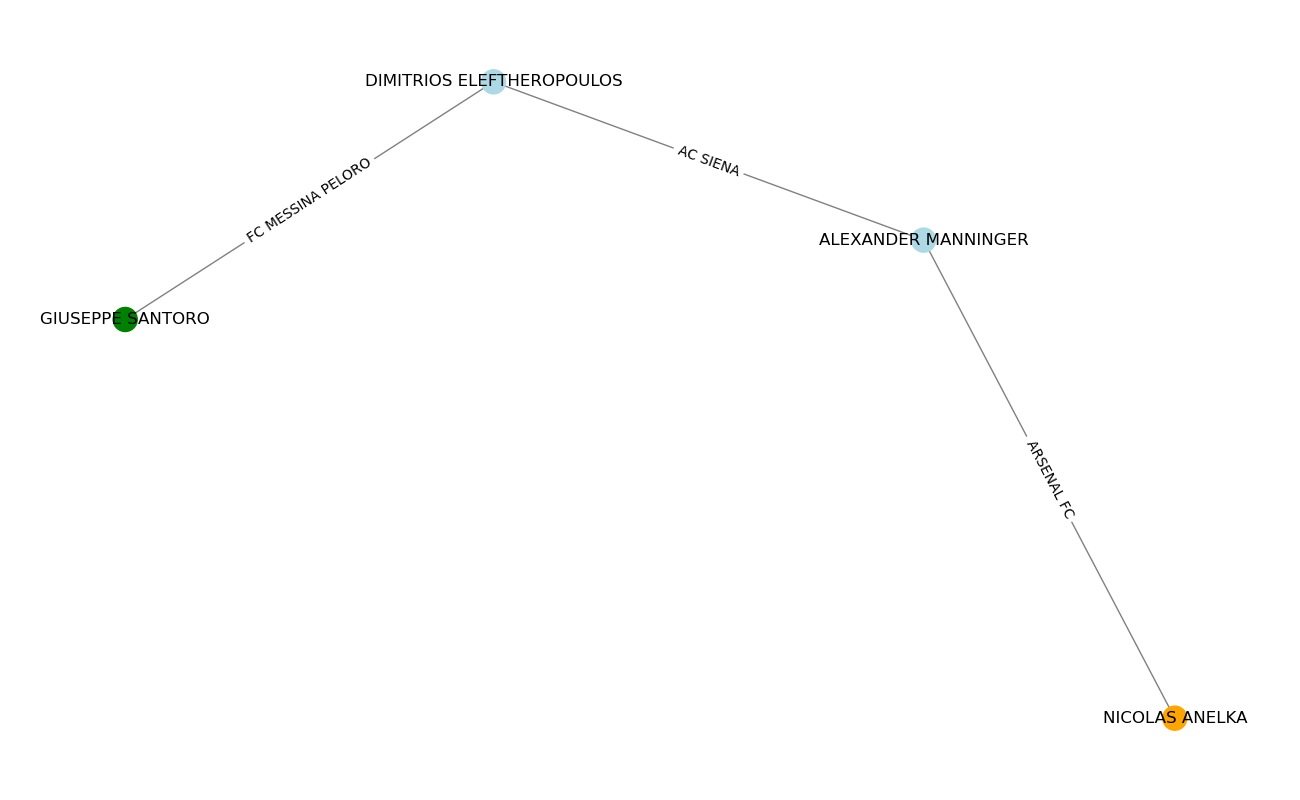 DIMITRIOS ELEFTHEROPOULOS
FC MESSINA PELORO
AC SIENA
ALEXANDER MANNINGER
GIUSEPPE SANTORO
ARSENAL FC
NICOLAS ANELKA